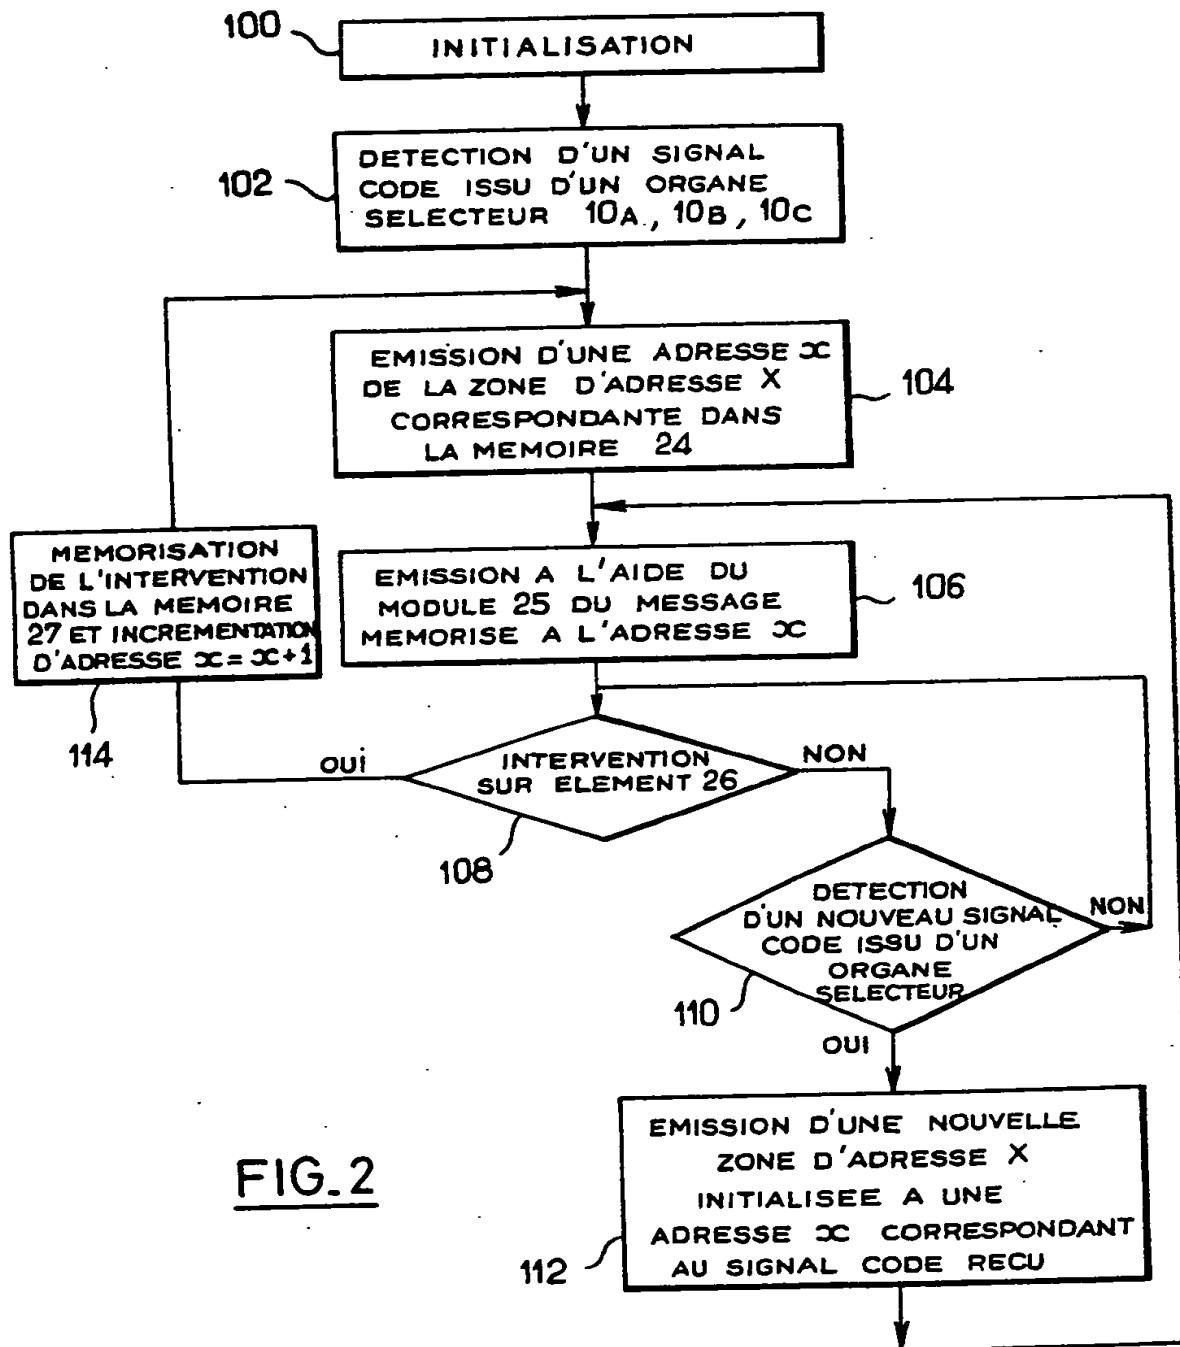 100
INITIALISATION
102
DETECTION D'UN SIGNAL
CODE ISSU D'UN ORGANE
SELECTEUR 10A., 10B, 10C
EMISSION D'UNE ADRESSE x
DE LA ZONE D'ADRESSE X
CORRESPONDANTE DANS
LA MEMOIRE 24
104
MEMORISATION
DE L'INTERVENTION
DANS LA MEMOIRE
27 ET INCREMENTATION
D'ADRESSE x = x+1
114
EMISSION A L'AIDE DU
MODULE 25 DU MESSAGE
MEMORISE A L'ADRESSE x
106
OUI
INTERVENTION
SUR ELEMENT 26
NON
108
DETECTION
D'UN NOUVEAU SIGNAL
CODE ISSU D'UN
ORGANE
SELECTEUR
NON
110
OUI
EMISSION D'UNE NOUVELLE
ZONE D'ADRESSE X
INITIALISEE A UNE
ADRESSE x CORRESPONDANT
AU SIGNAL CODE RECU
112
FIG_2